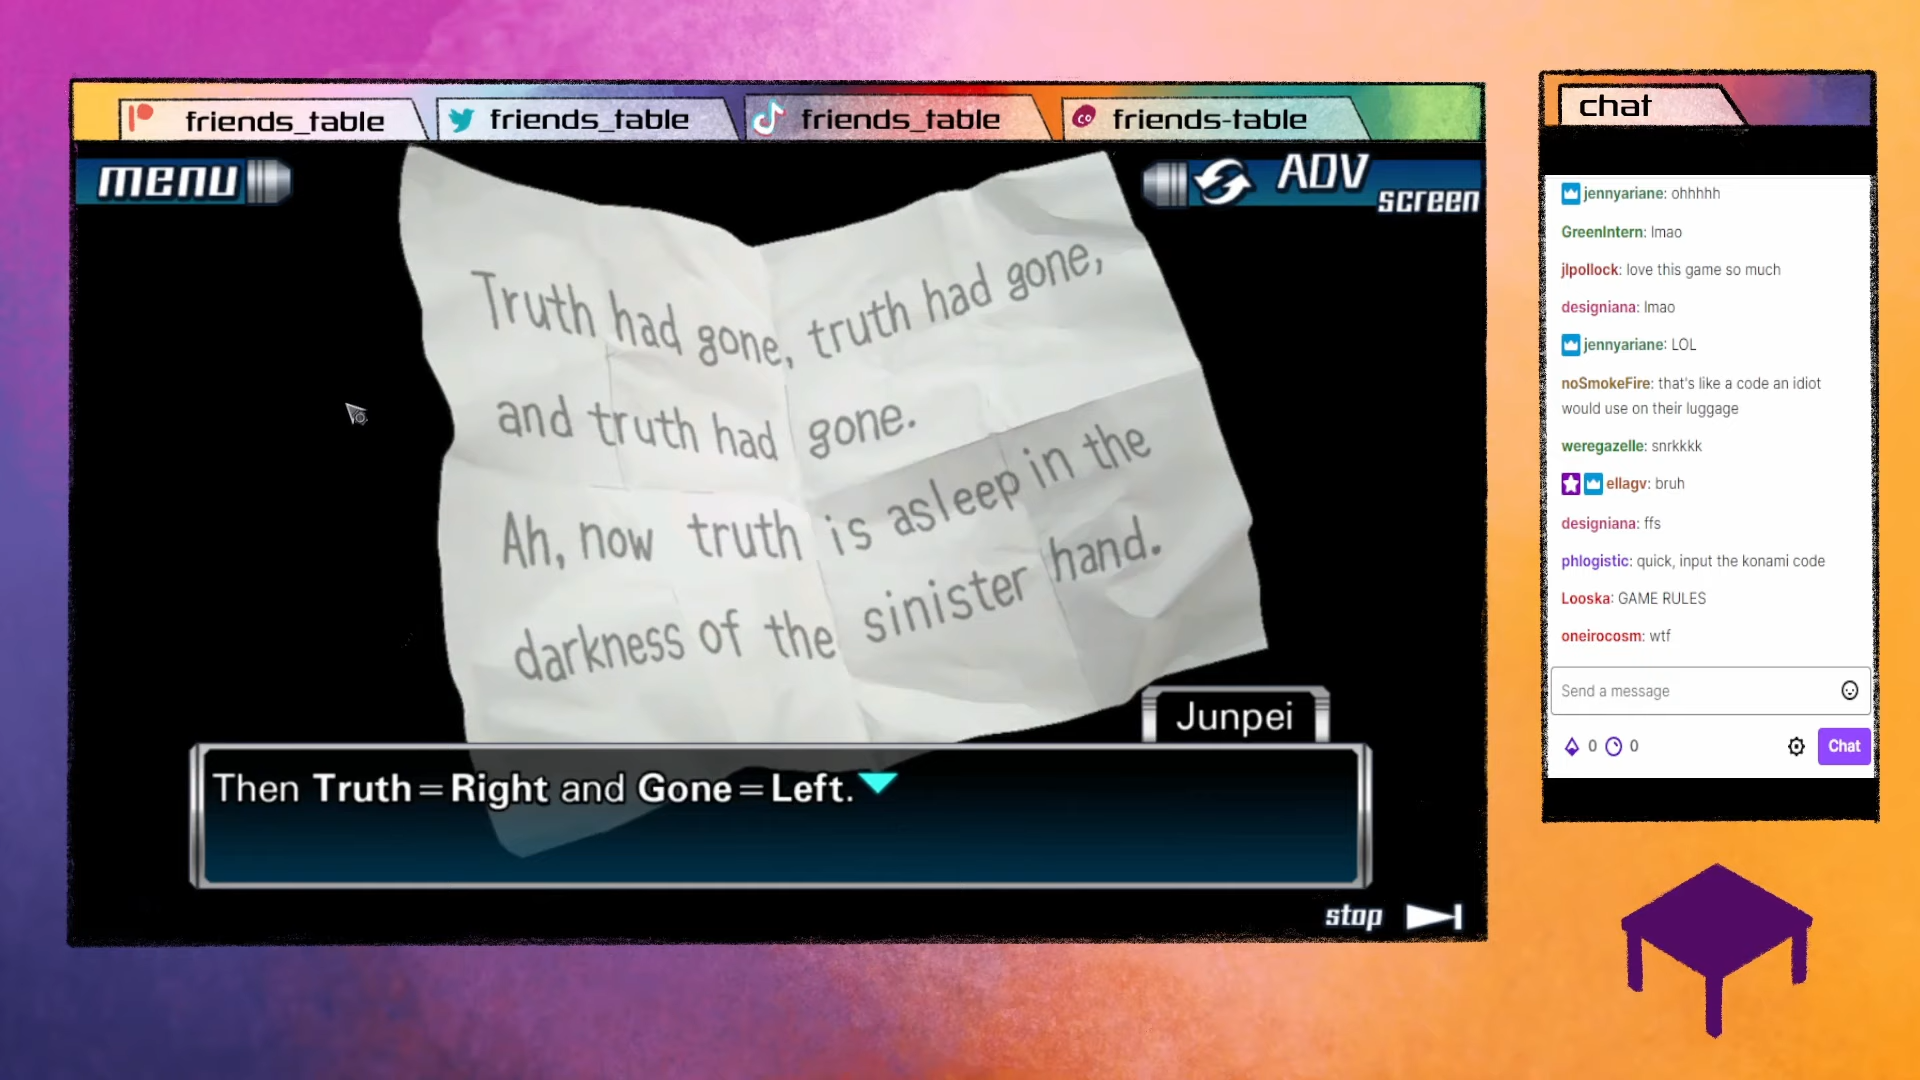 friends_table
friends_table
friends_table
friends-table
chat
menu
ADV
screen
Truth had gone, truth had gone,
and truth had gone.
Ah, now truth is asleep in the
darkness of the sinister hand.
Junpei
Then Truth=Right and Gone=Left.
stop
jennyariane: ohhhhh
GreenIntern: lmao
jlpollock: love this game so much
designiana: lmao
jennyariane: LOL
noSmokeFire: that's like a code an idiot
would use on their luggage
weregazelle: snrkkkk
ellagv: bruh
designiana: ffs
phlogistic: quick, input the konami code
Looska: GAME RULES
oneirocosm: wtf
Send a message
0
0
Chat